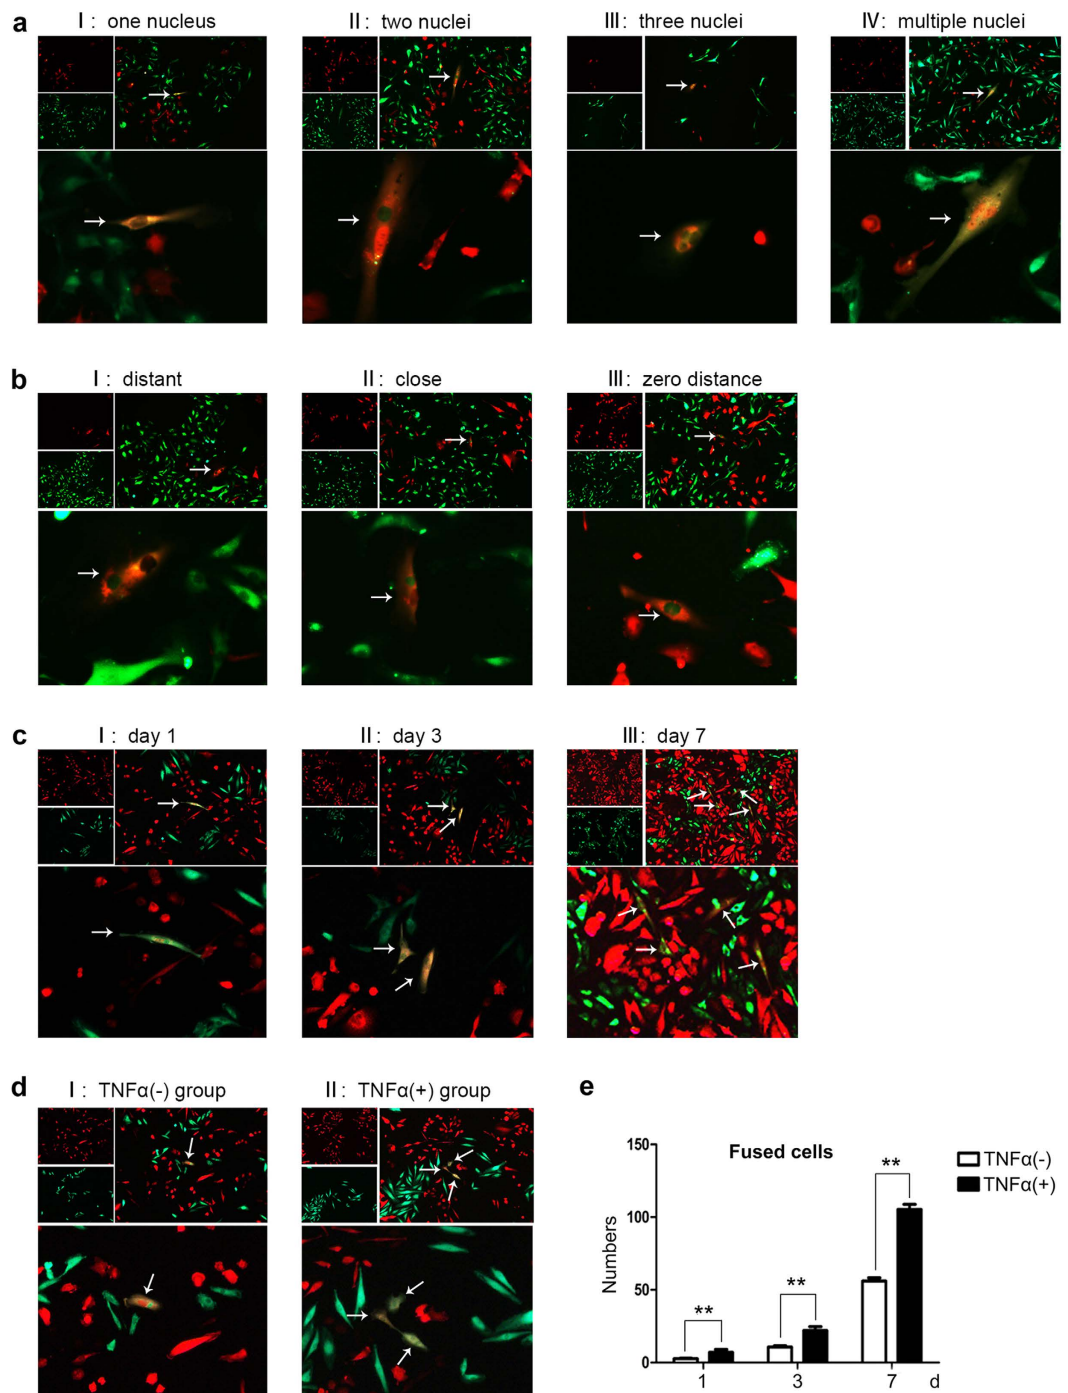 a
Ⅰ: one nucleus
Ⅱ: two nuclei
Ⅲ: three nuclei
Ⅳ: multiple nuclei
b
Ⅰ: distant
Ⅱ: close
Ⅲ: zero distance
c
Ⅰ: day 1
Ⅱ: day 3
Ⅲ: day 7
d
Ⅰ: TNFα(-) group
Ⅱ: TNFα(+) group
e
Fused cells
TNFα(-)
TNFα(+)
Numbers
150
100
50
0
**
**
**
1 3 7 d